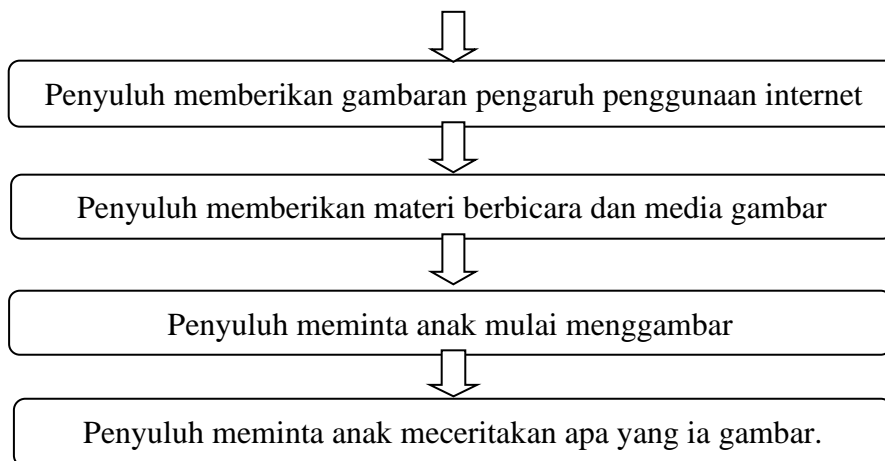 Penyuluh memberikan gambaran pengaruh penggunaan internet
Penyuluh memberikan materi berbicara dan media gambar
Penyuluh meminta anak mulai menggambar
Penyuluh meminta anak meceritakan apa yang ia gambar.